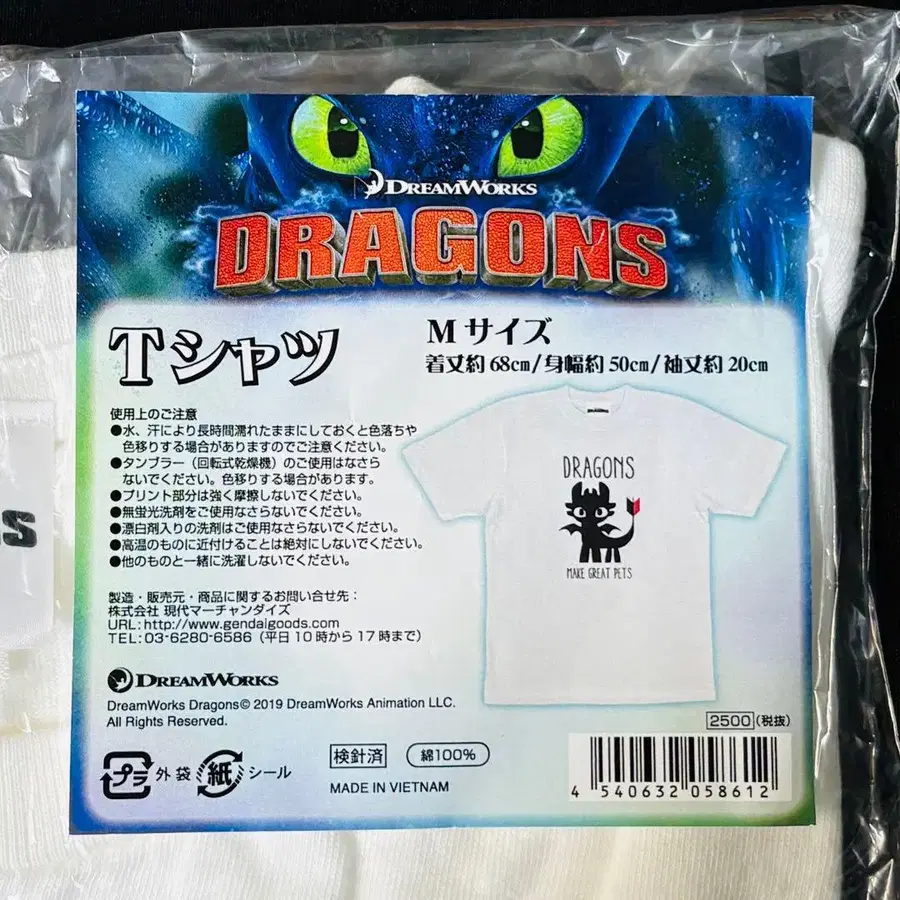 DREAMWORKS
DRAGONS
Tシャツ
Mサイズ
着丈約68cm/身幅約50cm/袖丈約20cm
使用上のご注意
●水、汗により長時間濡れたままにしておくと色落ちや
色移りする場合がありますのでご注意ください。
●タンブラー(回転式乾燥機)のご使用はなさら
ないでください。色移りする場合があります。
●プリント部分は強く摩擦しないでください。
●無蛍光洗剤をご使用なさらないでください。
●漂白剤入りの洗剤はご使用なさらないでください。
●高温のものに近付けることは絶対にしないでください。
●他のものと一緒に洗濯しないでください。
DRAGONS
MAKE GREAT PETS
製造・販売元・商品に関するお問い合せ先:
株式会社 現代マーチャンダイズ
URL:http://www.gendaigoods.com
TEL:03-6280-6586(平日10時から17時まで)
DREAMWORKS
DreamWorks Dragons© 2019 DreamWorks Animation LLC.
All Rights Reserved.
2500(税抜)
プラ 外袋 紙 シール
検針済 綿100%
MADE IN VIETNAM
4 540632 058612